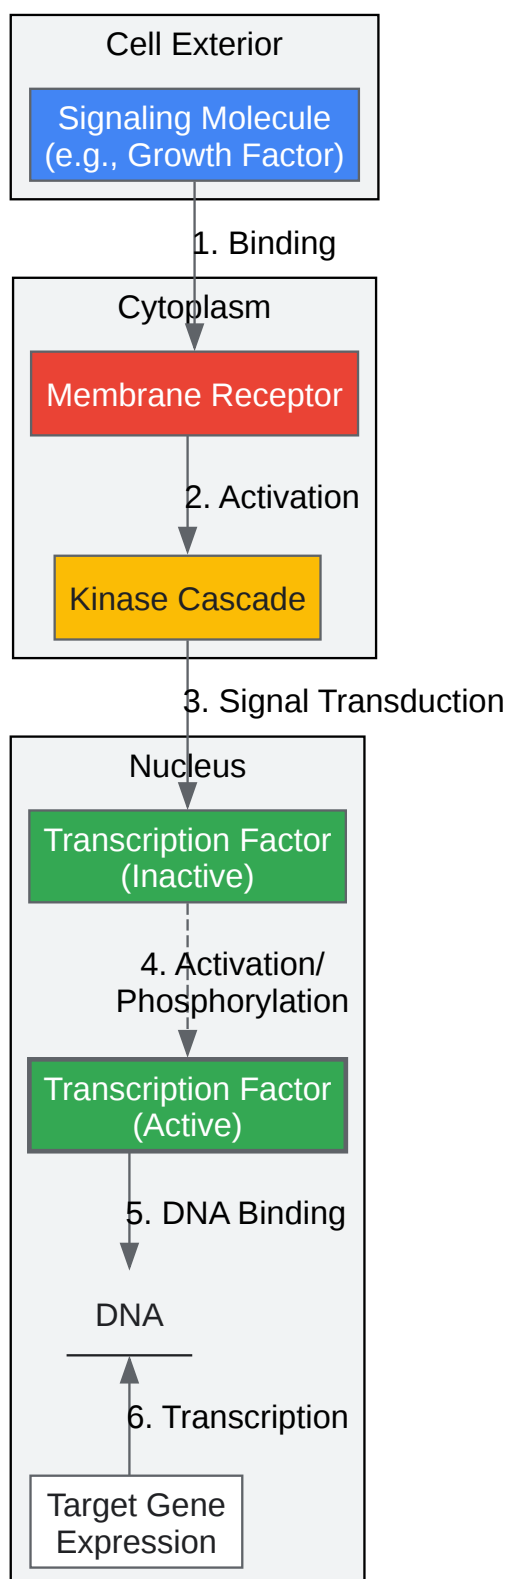 Cell Exterior
Signaling Molecule
(e.g., Growth Factor)
1. Binding
Cytoplasm
Membrane Receptor
2. Activation
Kinase Cascade
3. Signal Transduction
Nucleus
Transcription Factor
(Inactive)
4. Activation/
Phosphorylation
Transcription Factor
(Active)
5. DNA Binding
DNA
6. Transcription
Target Gene
Expression